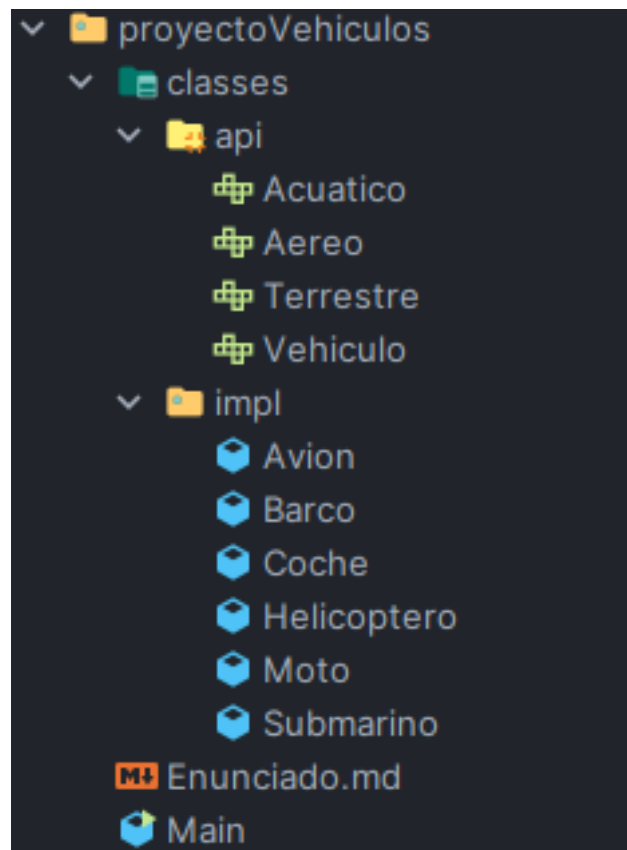 proyectoVehiculos
classes
api
Acuatico
Aereo
Terrestre
Vehiculo
impl
Avion
Barco
Coche
Helicoptero
Moto
Submarino
M↓ Enunciado.md
Main